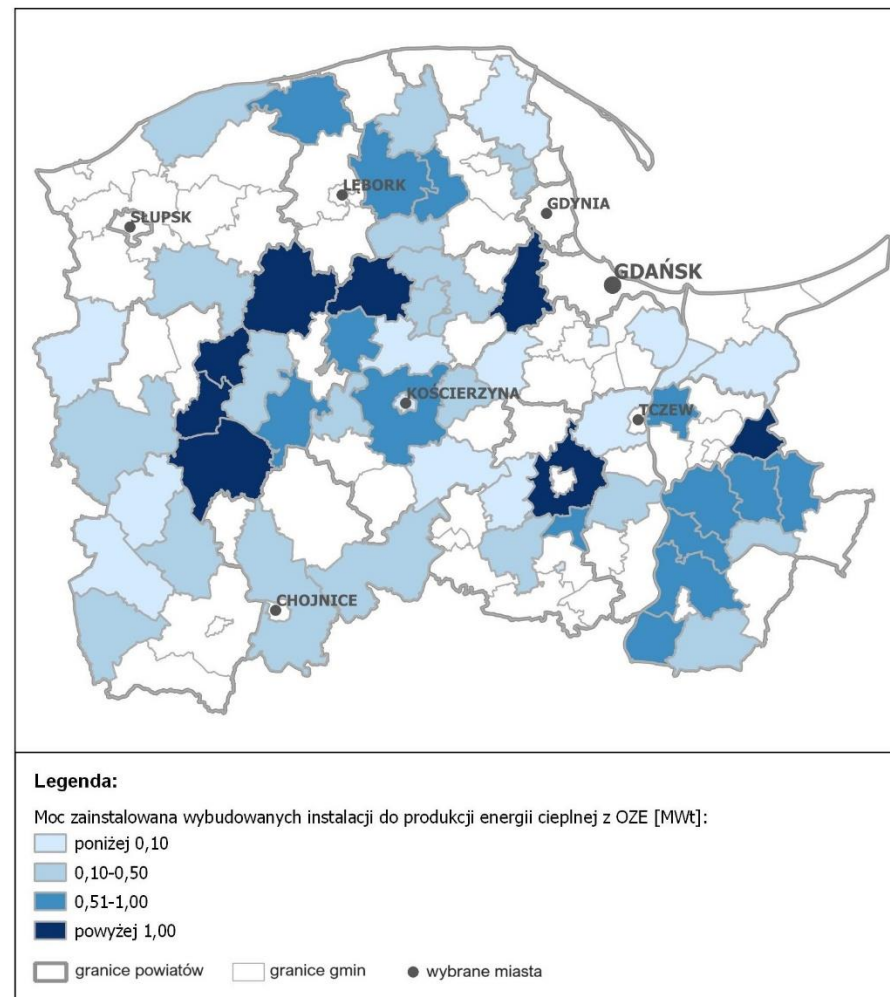 LĘBORK
SŁUPSK
GDYNIA
GDAŃSK
KOŚCIERZYNA
TCZEW
CHOJNICE
Legenda:
Moc zainstalowana wybudowanych instalacji do produkcji energii cieplnej z OZE [MWt]:
poniżej 0,10
0,10-0,50
0,51-1,00
powyżej 1,00
granice powiatów granice gmin wybrane miasta